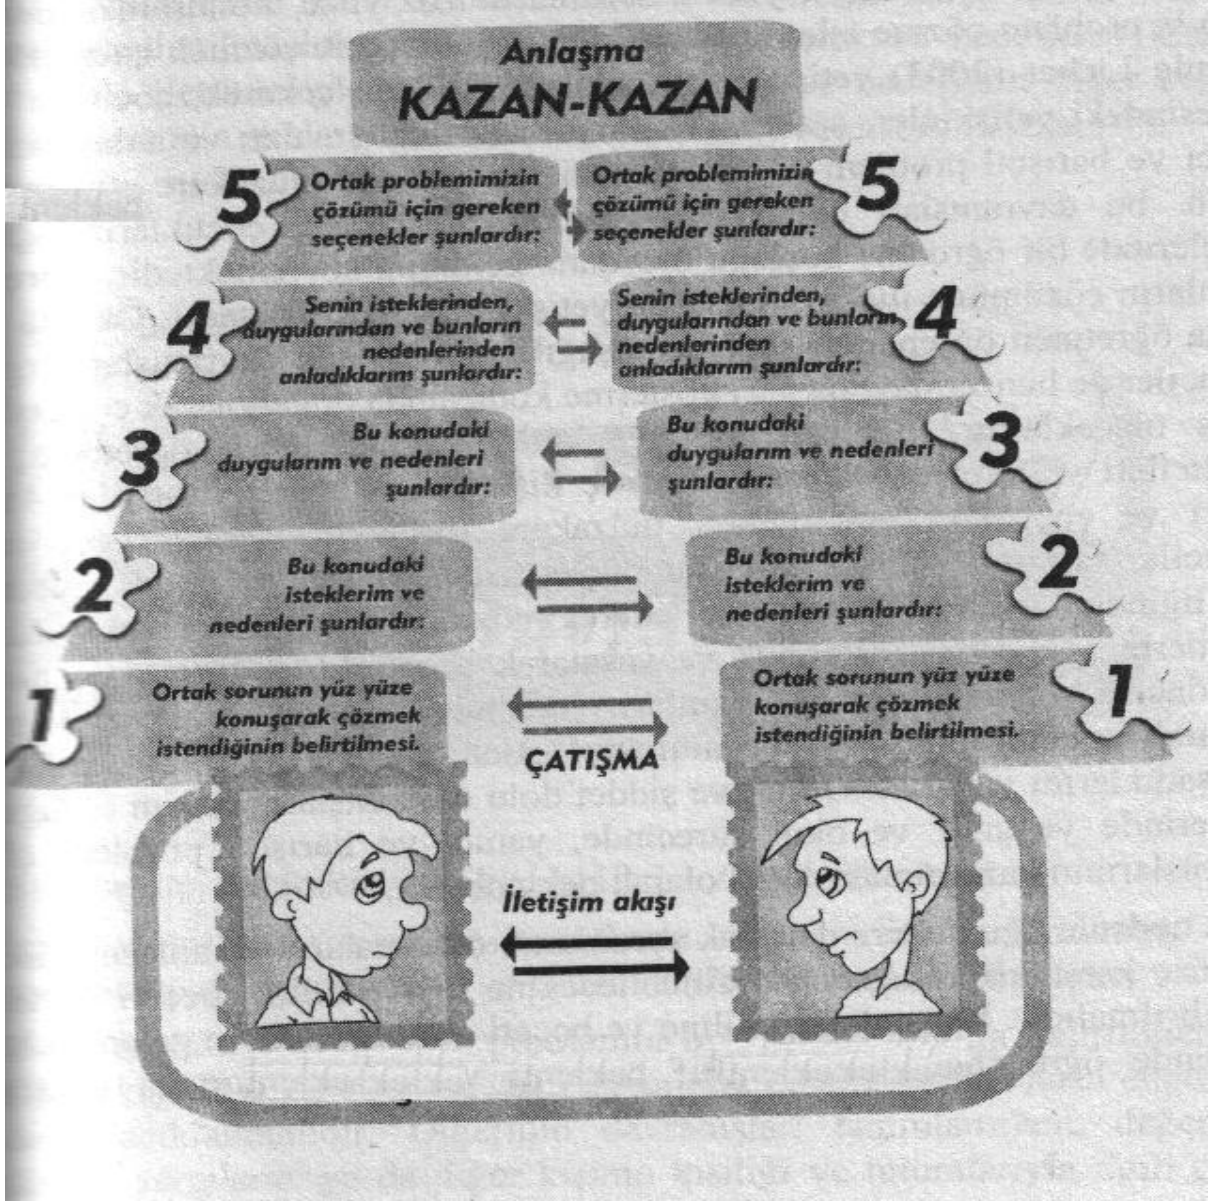 Anlaşma
KAZAN-KAZAN
5
Ortak problemimizin
çözümü için gereken
seçenekler şunlardır:
Ortak problemimizin
çözümü için gereken
seçenekler şunlardır:
5
4
Senin isteklerinden,
duygularından ve bunların
nedenlerinden
anladıklarım şunlardır:
Senin isteklerinden,
duygularından ve bunların
nedenlerinden
anladıklarım şunlardır:
4
3
Bu konudaki
duygularım ve nedenleri
şunlardır:
Bu konudaki
duygularım ve nedenleri
şunlardır:
3
2
Bu konudaki
isteklerim ve
nedenleri şunlardır:
Bu konudaki
isteklerim ve
nedenleri şunlardır:
2
1
Ortak sorunun yüz yüze
konuşarak çözmek
istendiğinin belirtilmesi.
Ortak sorunun yüz yüze
konuşarak çözmek
istendiğinin belirtilmesi.
1
ÇATIŞMA
İletişim akışı